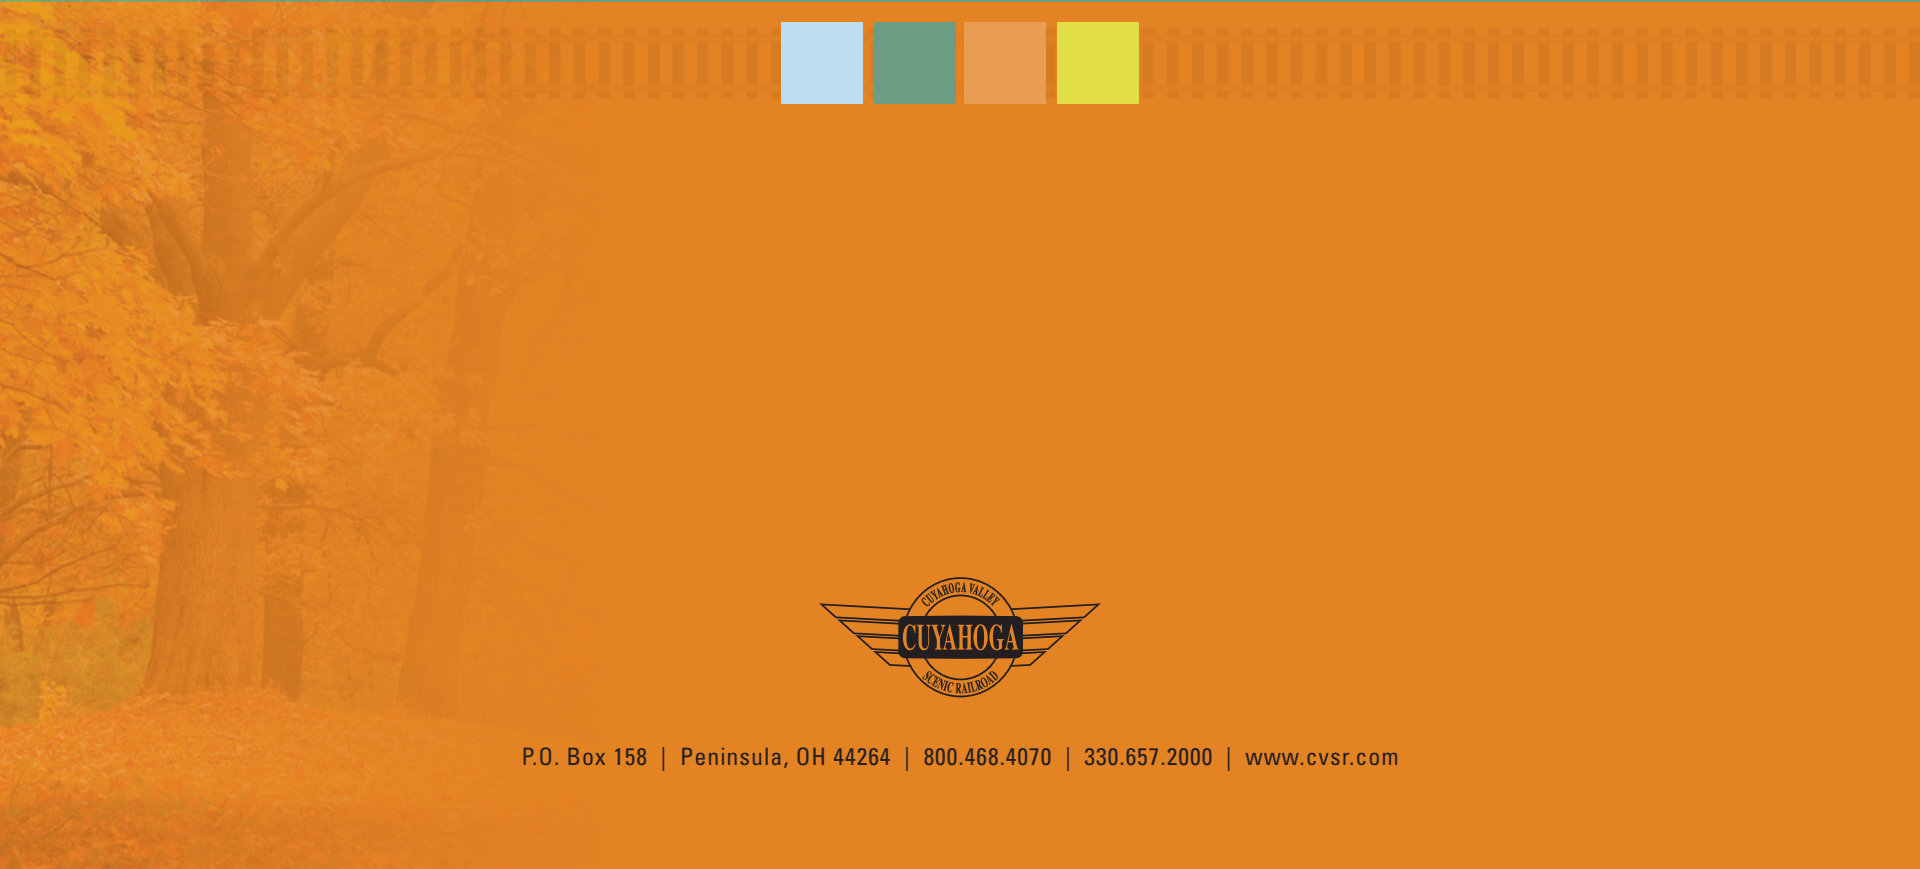 CUYAHOGA VALLEY
CUYAHOGA
SCENIC RAILROAD
P.O. Box 158 | Peninsula, OH 44264 | 800.468.4070 | 330.657.2000 | www.cvsr.com